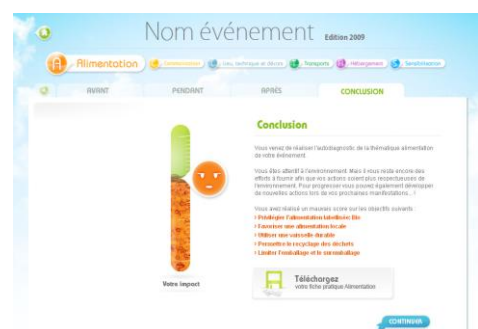 Nom événement Edition 2009
Alimentation Communication Lieu, technique et décors Transports Hébergement Sensibilisation
AVANT PENDANT APRÈS CONCLUSION
Conclusion
Vous venez de réaliser l'autodiagnostic de la thématique alimentation
de votre événement
Vous êtes attentif à l'environnement. Mais il vous reste encore des
efforts à fournir afin que vos actions soient plus respectueuses de
l'environnement. Pour progresser vous pouvez également développer
de nouvelles actions lors de vos prochaines manifestations...!
Vous avez réalisé un mauvais score sur les objectifs suivants
› Privilégier l'alimentation labellisée: Bio
› Favoriser une alimentation locale
› Utiliser une vaisselle durable
› Permettre le recyclage des déchets
› Limiter l'emballage et le suremballage
Votre impact
Téléchargez
votre fiche pratique Alimentation
CONTINUER